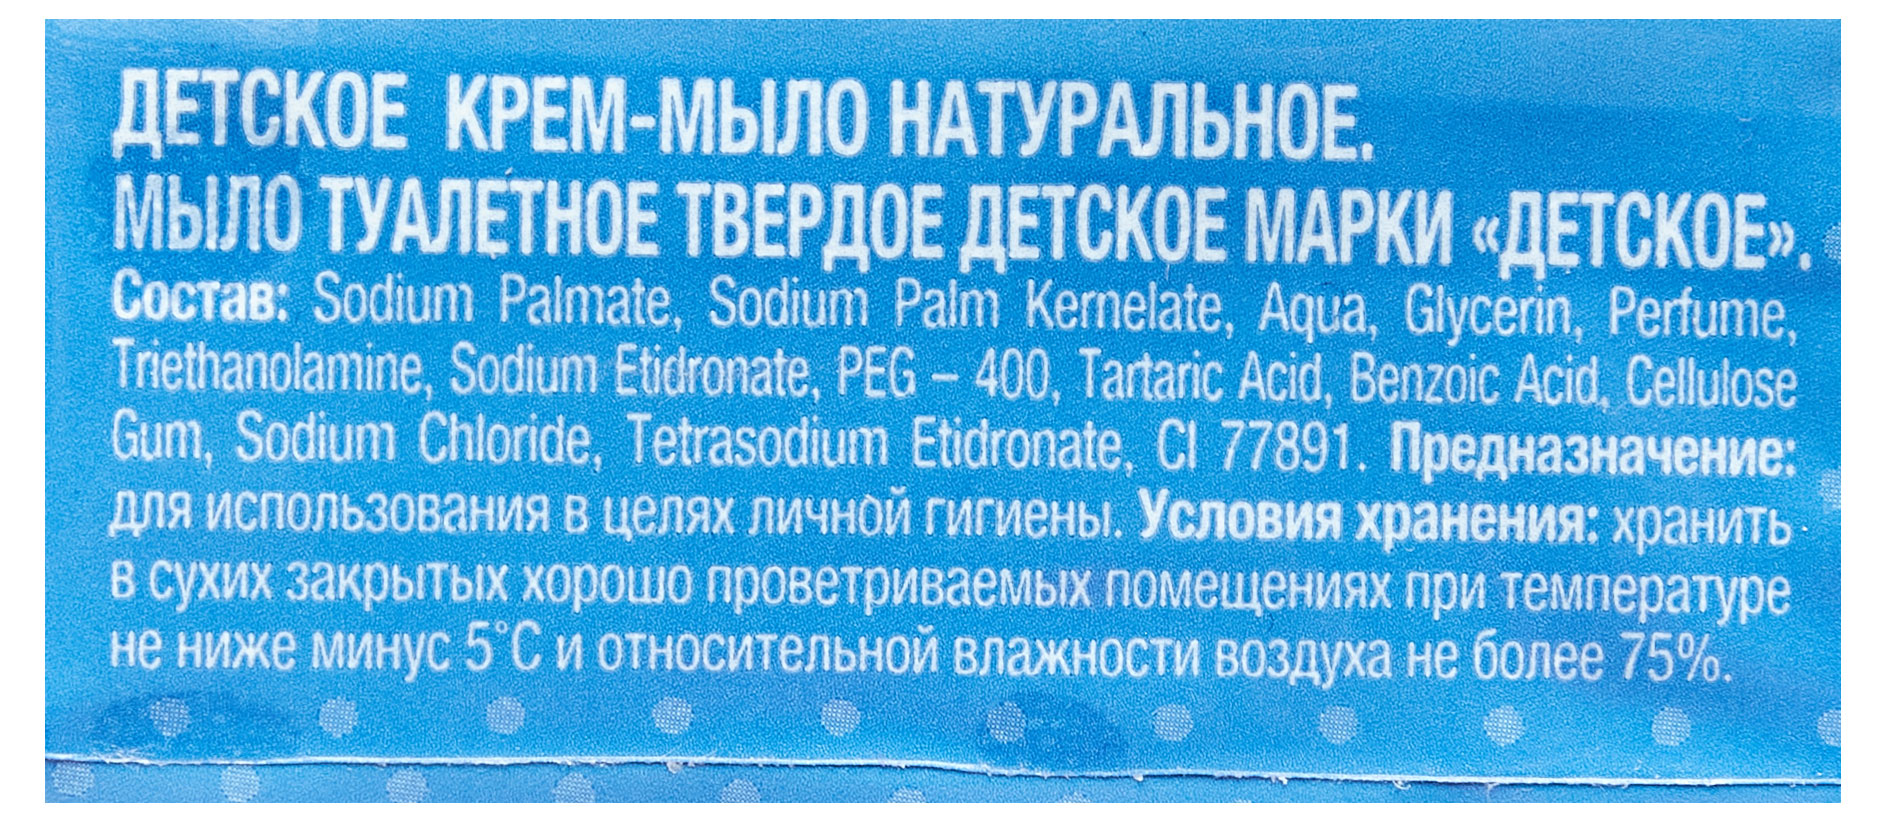 ДЕТСКОЕ КРЕМ-МЫЛО НАТУРАЛЬНОЕ.
МЫЛО ТУАЛЕТНОЕ ТВЕРДОЕ ДЕТСКОЕ МАРКИ «ДЕТСКОЕ».
Состав: Sodium Palmate, Sodium Palm Kernelate, Aqua, Glycerin, Perfume,
Triethanolamine, Sodium Etidronate, PEG – 400, Tartaric Acid, Benzoic Acid, Cellulose
Gum, Sodium Chloride, Tetrasodium Etidronate, CI 77891. Предназначение:
для использования в целях личной гигиены. Условия хранения: хранить
в сухих закрытых хорошо проветриваемых помещениях при температуре
не ниже минус 5°С и относительной влажности воздуха не более 75%.